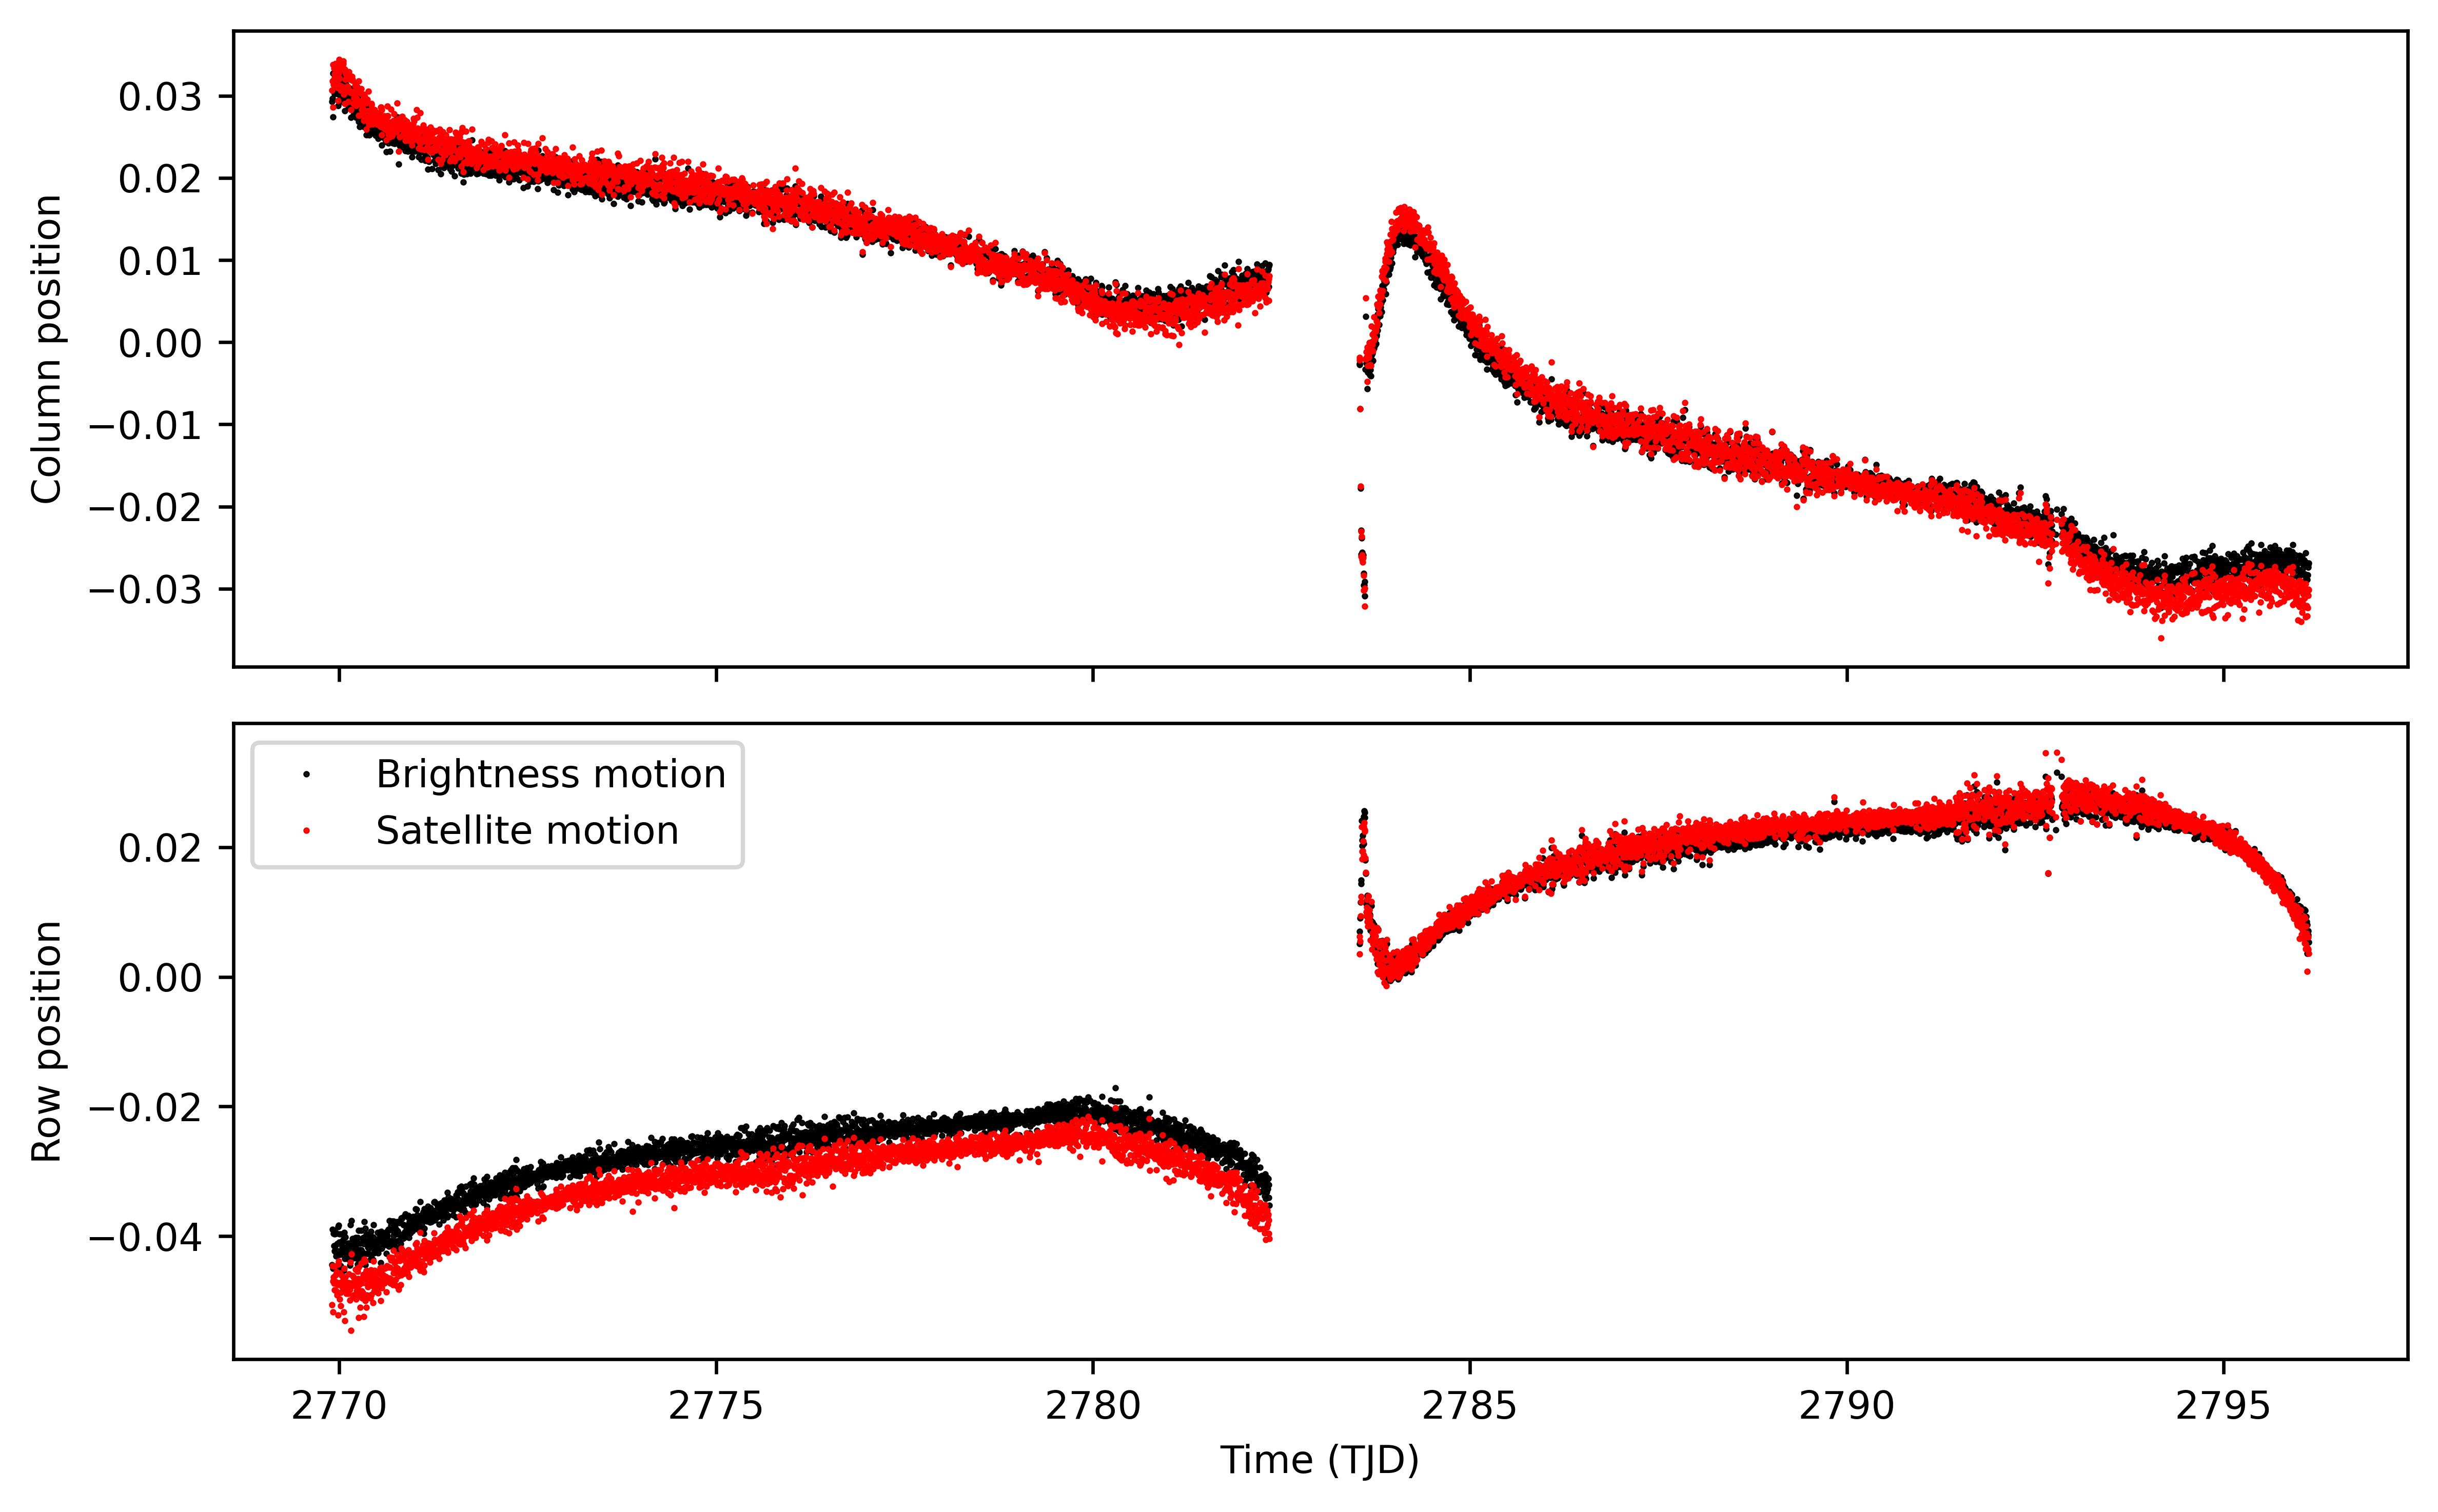 Column position
0.03
0.02
0.01
0.00
−0.01
−0.02
−0.03
Row position
0.02
0.00
−0.02
−0.04
Brightness motion
Satellite motion
2770 2775 2780 2785 2790 2795
Time (TJD)